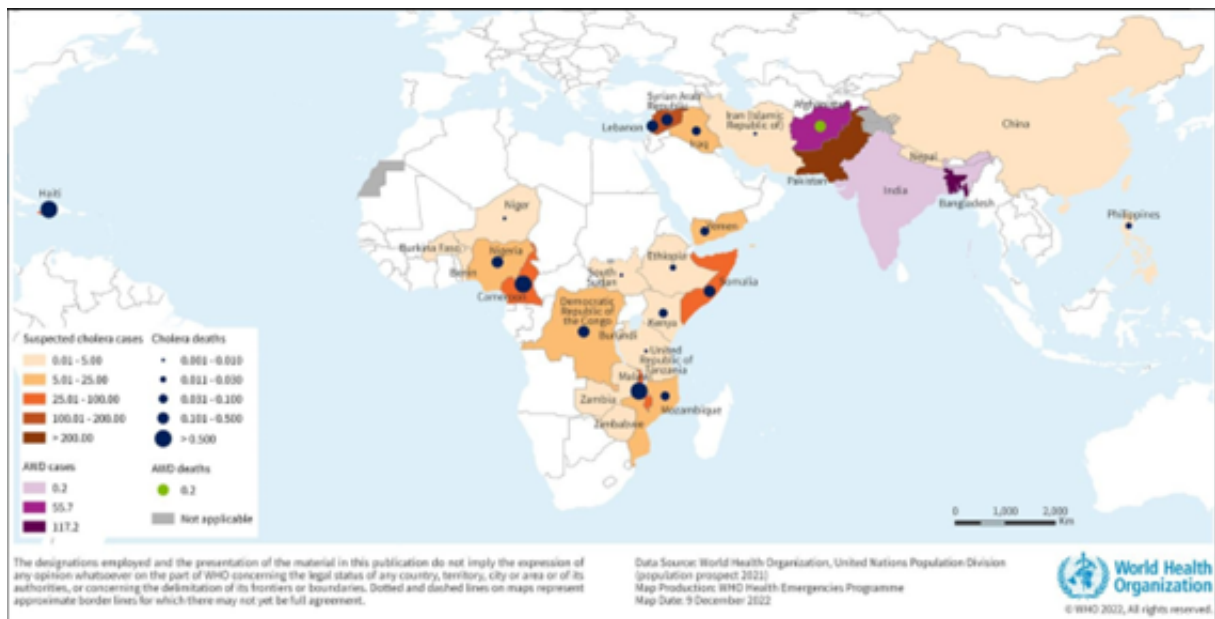 Syrian Arab
Republic
Afghanistan
Lebanon
Iran (Islamic
Republic of)
Iraq
China
Nepal
Pakistan
India
Bangladesh
Haiti
Niger
Yemen
Philippines
Burkina Faso
Nigeria
Ethiopia
Benin
South
Sudan
Somalia
Cameroon
Democratic
Republic of
the Congo
Kenya
Burundi
United
Republic of
Tanzania
Malawi
Zambia
Mozambique
Zimbabwe
Suspected cholera cases
0.01 - 5.00
5.01 - 25.00
25.01 - 100.00
100.01 - 200.00
> 200.00
AWD cases
0.2
55.7
117.2
Cholera deaths
0.001 - 0.010
0.011 - 0.030
0.031 - 0.100
0.101 - 0.500
> 0.500
AWD deaths
0.2
Not applicable
0 1,000 2,000
Km
The designations employed and the presentation of the material in this publication do not imply the expression of
any opinion whatsoever on the part of WHO concerning the legal status of any country, territory, city or area or of its
authorities, or concerning the delimitation of its frontiers or boundaries. Dotted and dashed lines on maps represent
approximate border lines for which there may not yet be full agreement.
Data Source: World Health Organization, United Nations Population Division
(population prospect 2021)
Map Production: WHO Health Emergencies Programme
Map Date: 9 December 2022
World Health
Organization
© WHO 2022, All rights reserved.